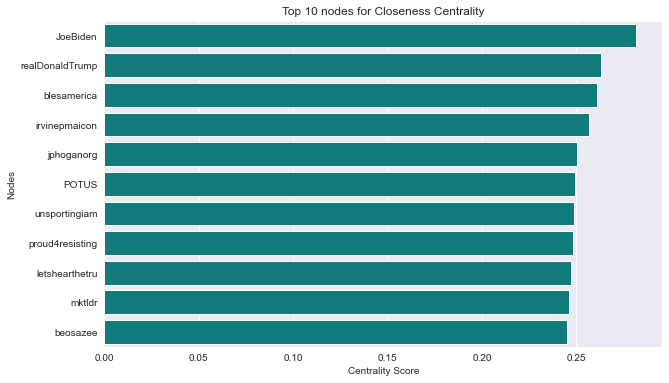 Top 10 nodes for Closeness Centrality
Nodes
JoeBiden
realDonaldTrump
blesamerica
irvinepmaicon
jphoganorg
POTUS
unsportingiam
proud4resisting
letshearthetru
mktldr
beosazee
0.00 0.05 0.10 0.15 0.20 0.25
Centrality Score